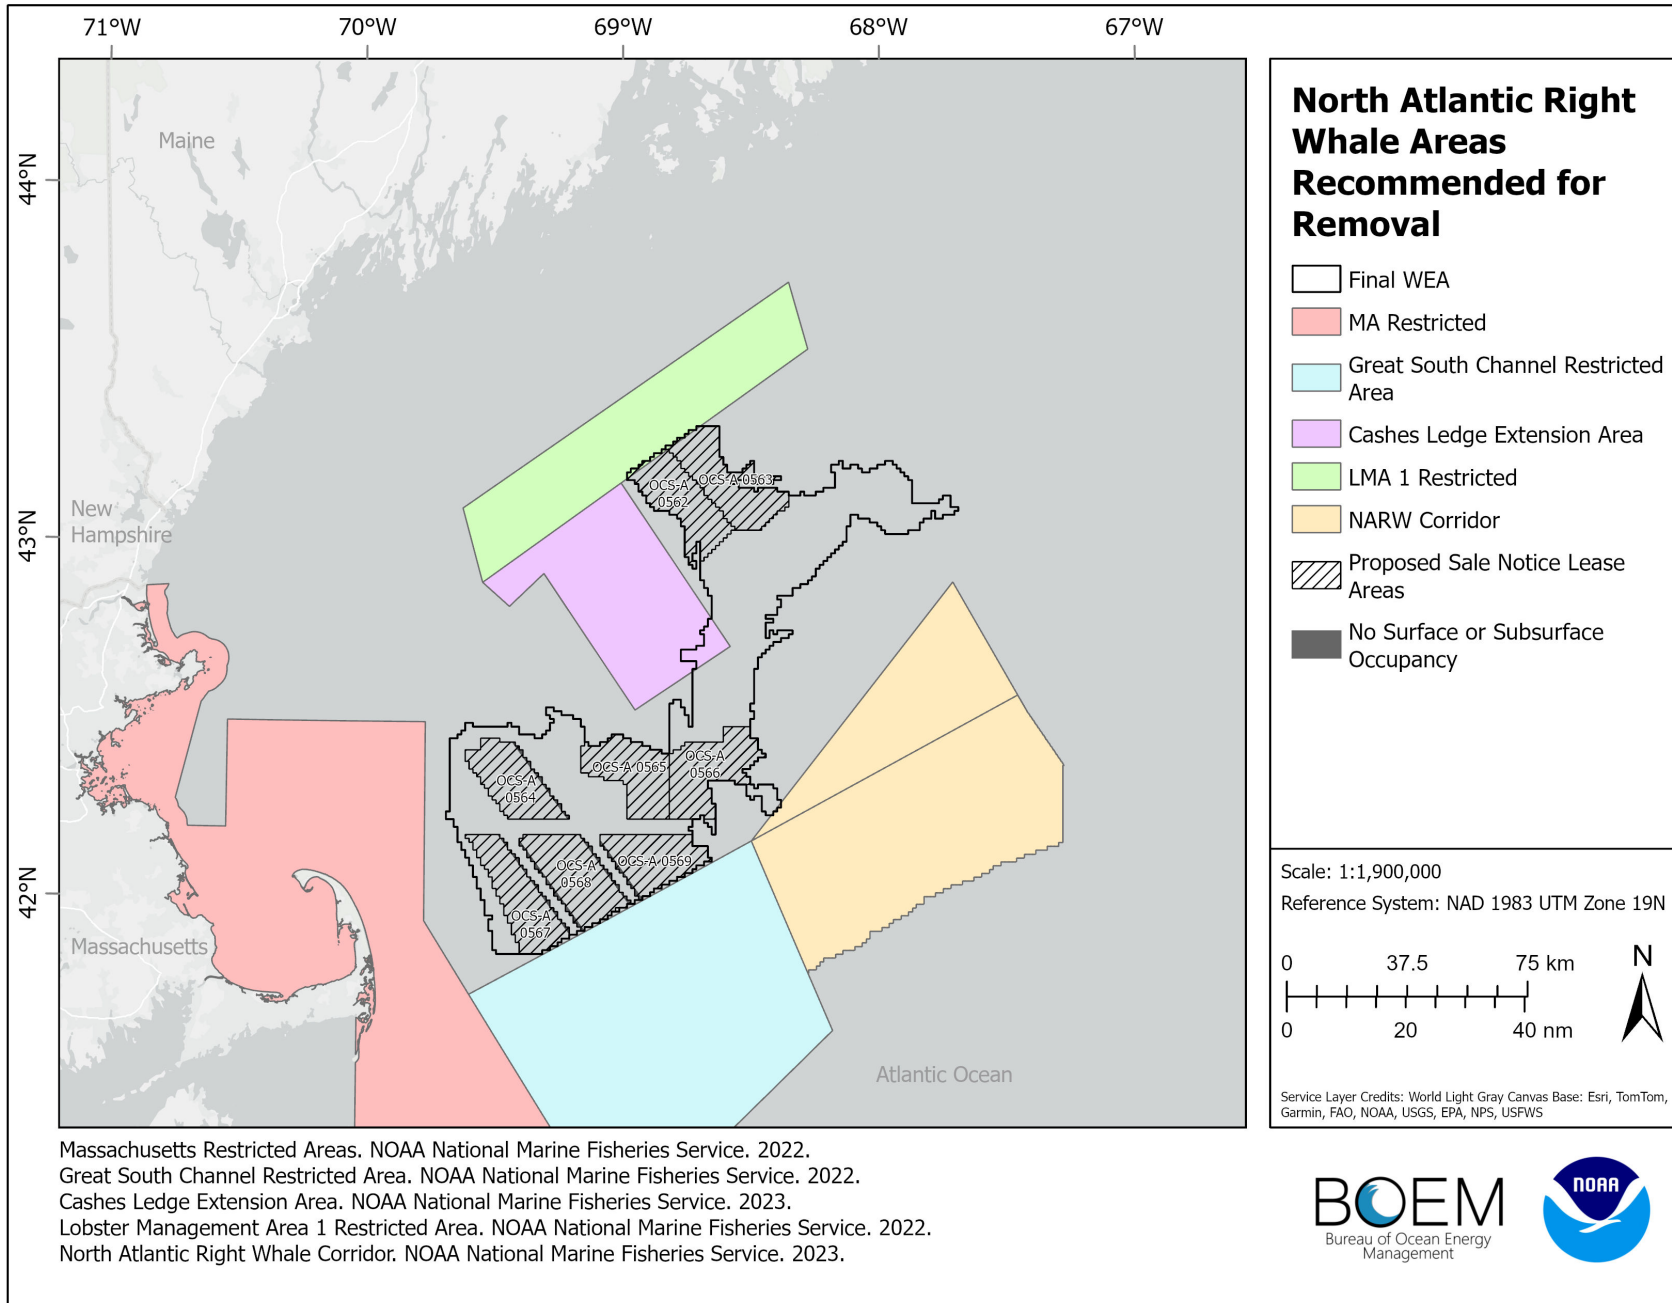 71°W 70°W 69°W 68°W 67°W
44°N
43°N
42°N
Maine
New
Hampshire
Massachusetts
Atlantic Ocean
OCS-A
0562
OCS-A 0563
OCS-A
0564
OCS-A 0565
OCS-A
0566
OCS-A
0567
OCS-A
0568
OCS-A 0569
North Atlantic Right
Whale Areas
Recommended for
Removal
Final WEA
MA Restricted
Great South Channel Restricted
Area
Cashes Ledge Extension Area
LMA 1 Restricted
NARW Corridor
Proposed Sale Notice Lease
Areas
No Surface or Subsurface
Occupancy
Scale: 1:1,900,000
Reference System: NAD 1983 UTM Zone 19N
0 37.5 75 km
0 20 40 nm
N
Service Layer Credits: World Light Gray Canvas Base: Esri, TomTom,
Garmin, FAO, NOAA, USGS, EPA, NPS, USFWS
Massachusetts Restricted Areas. NOAA National Marine Fisheries Service. 2022.
Great South Channel Restricted Area. NOAA National Marine Fisheries Service. 2022.
Cashes Ledge Extension Area. NOAA National Marine Fisheries Service. 2023.
Lobster Management Area 1 Restricted Area. NOAA National Marine Fisheries Service. 2022.
North Atlantic Right Whale Corridor. NOAA National Marine Fisheries Service. 2023.
BOEM
Bureau of Ocean Energy
Management
NOAA